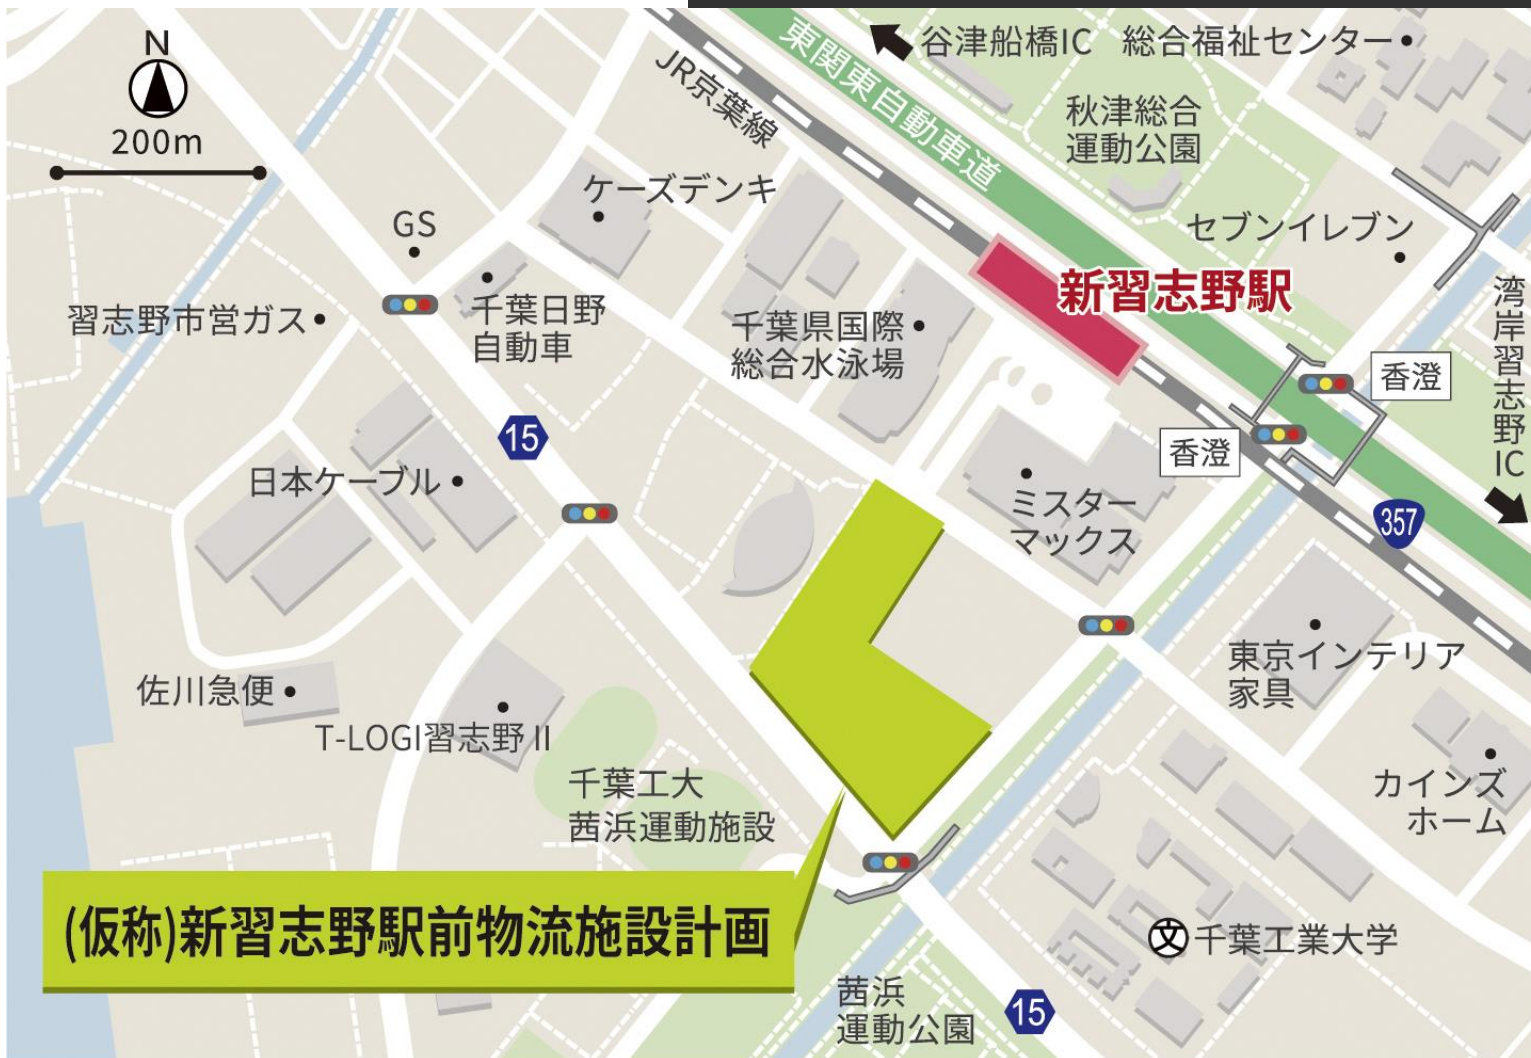 N
200m
谷津船橋IC
総合福祉センター
東関東自動車道
JR京葉線
秋津総合
運動公園
ケーズデンキ
セブンイレブン
GS
新習志野駅
湾岸習志野IC
習志野市営ガス
千葉日野
自動車
千葉県国際
総合水泳場
香澄
15
香澄
日本ケーブル
ミスター
マックス
357
佐川急便
T-LOGI習志野Ⅱ
東京インテリア
家具
千葉工大
茜浜運動施設
カインズ
ホーム
(仮称)新習志野駅前物流施設計画
文
千葉工業大学
茜浜
運動公園
15